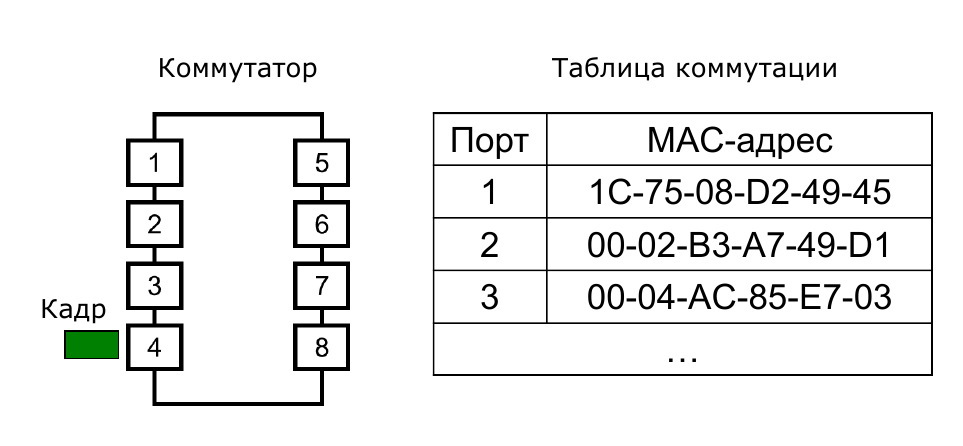 Коммутатор
Таблица коммутации
1
2
3
4
5
6
7
8
Кадр
Порт MAC-адрес
1 1C-75-08-D2-49-45
2 00-02-B3-A7-49-D1
3 00-04-AC-85-E7-03
...